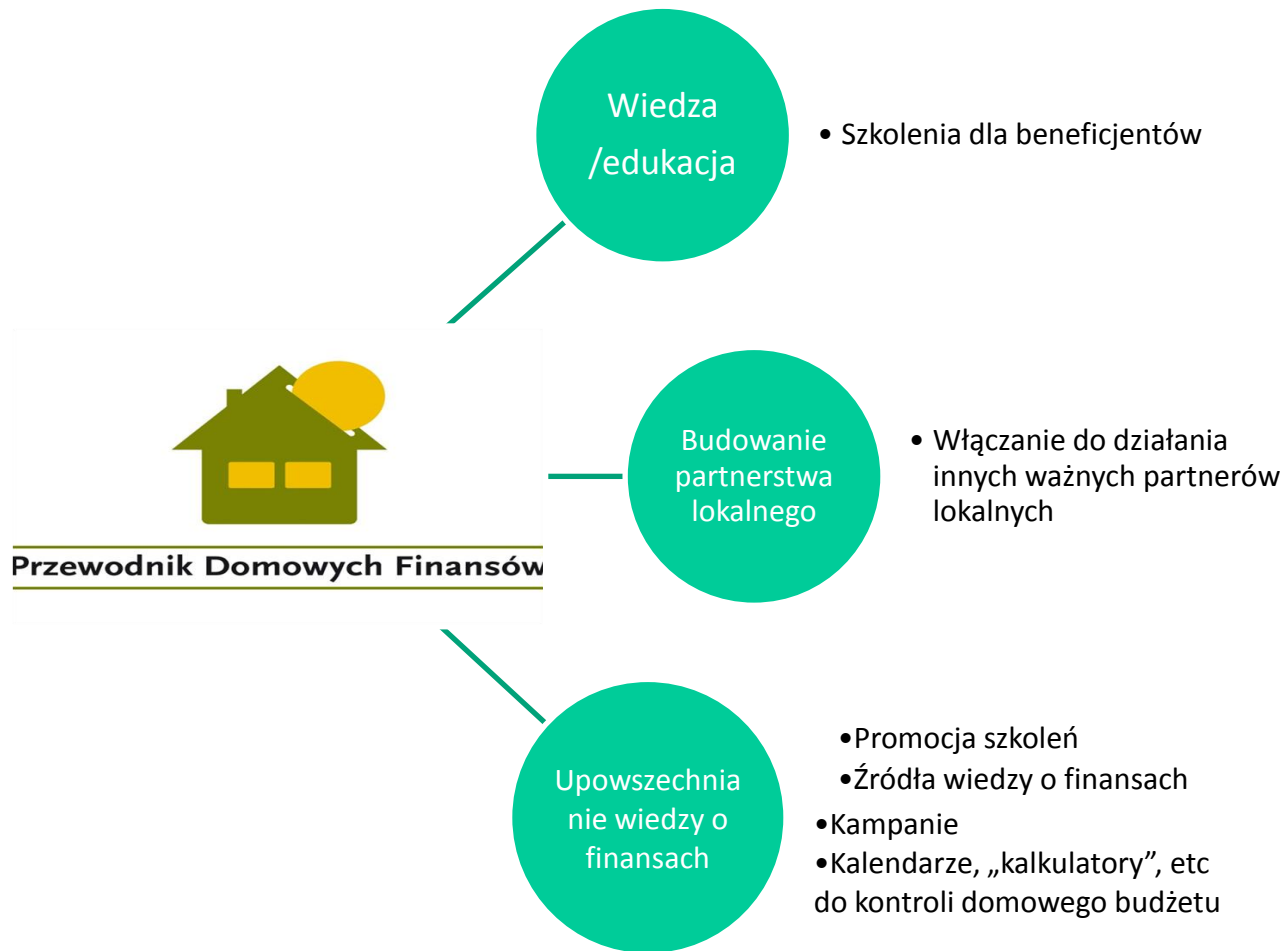 Wiedza
/edukacja
• Szkolenia dla beneficjentów
Przewodnik Domowych Finansów
Budowanie
partnerstwa
lokalnego
• Włączanie do działania
innych ważnych partnerów
lokalnych
Upowszechnia
nie wiedzy o
finansach
•Promocja szkoleń
•Źródła wiedzy o finansach
•Kampanie
•Kalendarze, „kalkulatory”, etc
do kontroli domowego budżetu